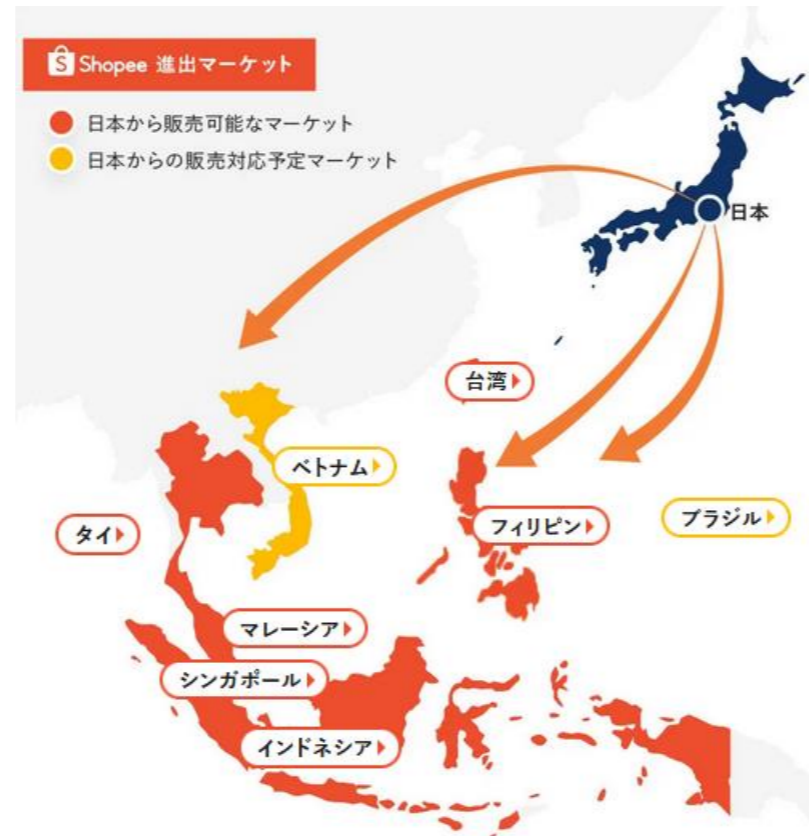 Shopee 進出マーケット
日本から販売可能なマーケット
日本からの販売対応予定マーケット
日本
台湾
ベトナム
タイ
フィリピン
ブラジル
マレーシア
シンガポール
インドネシア